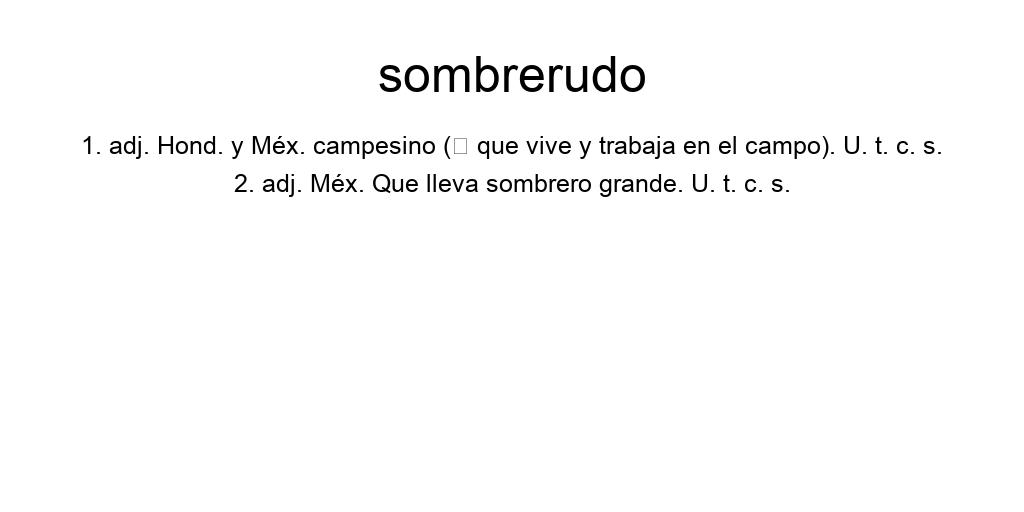 sombrerudo
1. adj. Hond. y Méx. campesino (▯ que vive y trabaja en el campo). U. t. c. s.
2. adj. Méx. Que lleva sombrero grande. U. t. c. s.